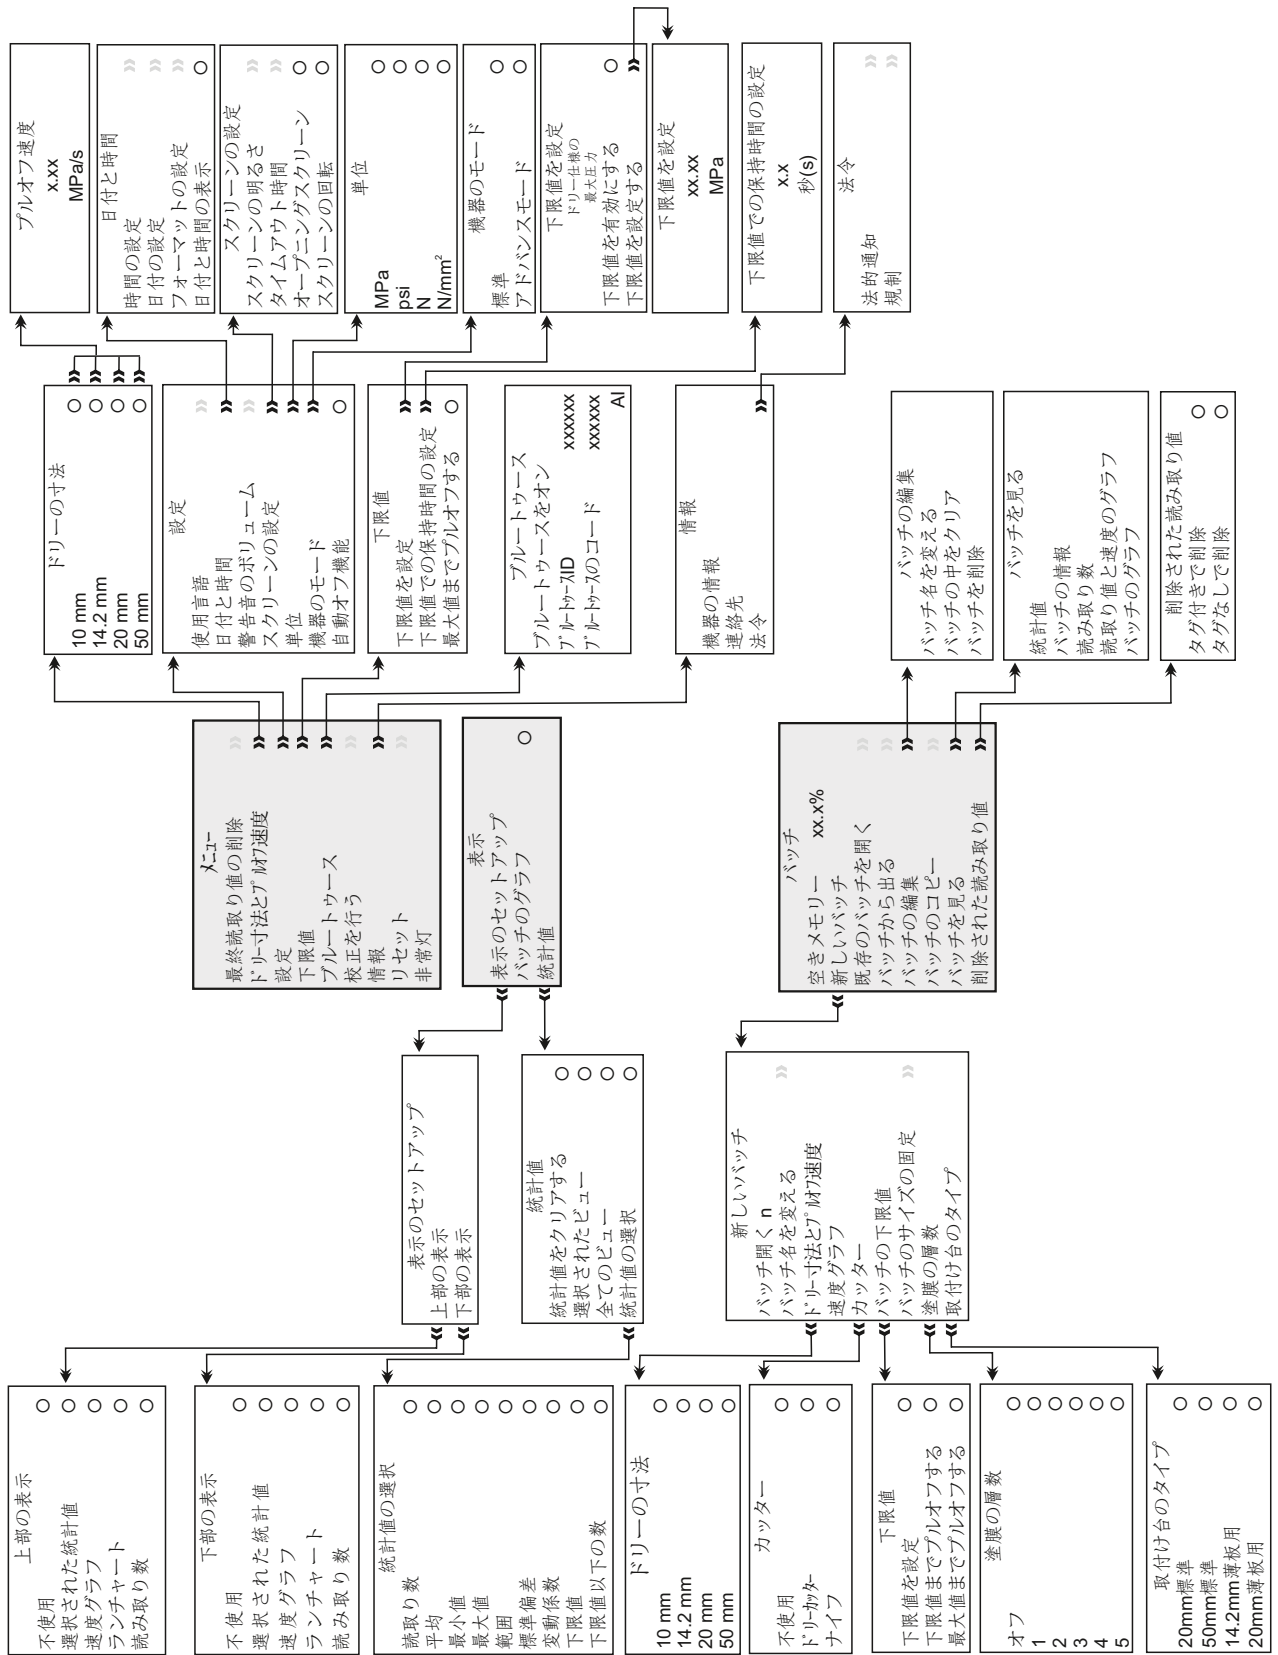 メニュー
最終読取り値の削除
ドリー寸法とプルオフ速度
設定
下限値
ブルートゥース
校正を行う
情報
リセット
非常灯
ドリーの寸法
10 mm
14.2 mm
20 mm
50 mm
プルオフ速度
x.xx
MPa/s
設定
使用言語
日付と時間
警告音のボリューム
スクリーンの設定
単位
機器のモード
自動オフ機能
日付と時間
時間の設定
日付の設定
フォーマットの設定
日付と時間の表示
スクリーンの設定
スクリーンの明るさ
タイムアウト時間
オープニングスクリーン
スクリーンの回転
単位
MPa
psi
N
N/mm²
機器のモード
標準
アドバンスモード
下限値
下限値を設定
下限値での保持時間の設定
最大値までプルオフする
下限値を設定
ドリー仕様の
最大圧力
下限値を有効にする
下限値を設定する
下限値を設定
xx.xx
MPa
下限値での保持時間の設定
x.x
秒(s)
ブルートゥース
ブルートゥースをオン
ブルートゥースID xxxxxx
ブルートゥースのコード xxxxxx
AI
情報
機器の情報
連絡先
法令
法令
法的通知
規制
表示
表示のセットアップ
バッチのグラフ
統計値
表示のセットアップ
上部の表示
下部の表示
上部の表示
不使用
選択された統計値
速度グラフ
ランチャート
読み取り数
下部の表示
不使用
選択された統計値
速度グラフ
ランチャート
読み取り数
統計値
統計値をクリアする
選択されたビュー
全てのビュー
統計値の選択
統計値の選択
読取り数
平均
最小値
最大値
範囲
標準偏差
変動係数
下限値
下限値以下の数
バッチ
空きメモリー xx.x%
新しいバッチ
既存のバッチを開く
バッチから出る
バッチの編集
バッチのコピー
バッチを見る
削除された読み取り値
バッチの編集
バッチ名を変える
バッチの中をクリア
バッチを削除
バッチを見る
統計値
バッチの情報
読み取り数
読取り値と速度のグラフ
バッチのグラフ
削除された読み取り値
タグ付きで削除
タグなしで削除
新しいバッチ
バッチ開く n
バッチ名を変える
ドリー寸法とプルオフ速度
速度グラフ
カッター
バッチの下限値
バッチのサイズの固定
塗膜の層数
取付け台のタイプ
ドリーの寸法
10 mm
14.2 mm
20 mm
50 mm
カッター
不使用
ドリーカッター
ナイフ
下限値
下限値を設定
下限値までプルオフする
最大値までプルオフする
塗膜の層数
オフ
1
2
3
4
5
取付け台のタイプ
20mm標準
50mm標準
14.2mm薄板用
20mm薄板用